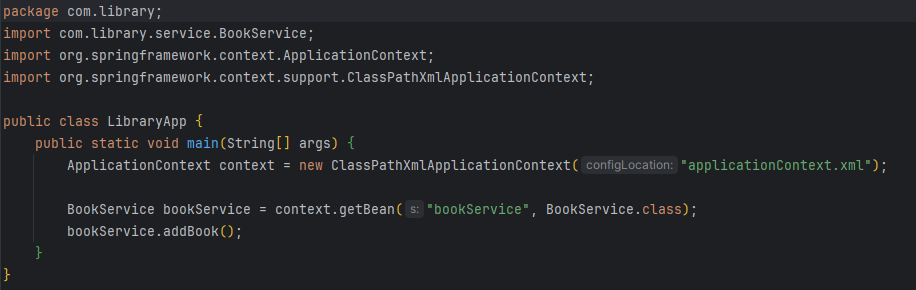 package com.library;
import com.library.service.BookService;
import org.springframework.context.ApplicationContext;
import org.springframework.context.support.ClassPathXmlApplicationContext;
public class LibraryApp {
public static void main(String[] args) {
ApplicationContext context = new ClassPathXmlApplicationContext( configLocation: "applicationContext.xml");
BookService bookService = context.getBean( s: "bookService", BookService.class);
bookService.addBook();
}
}